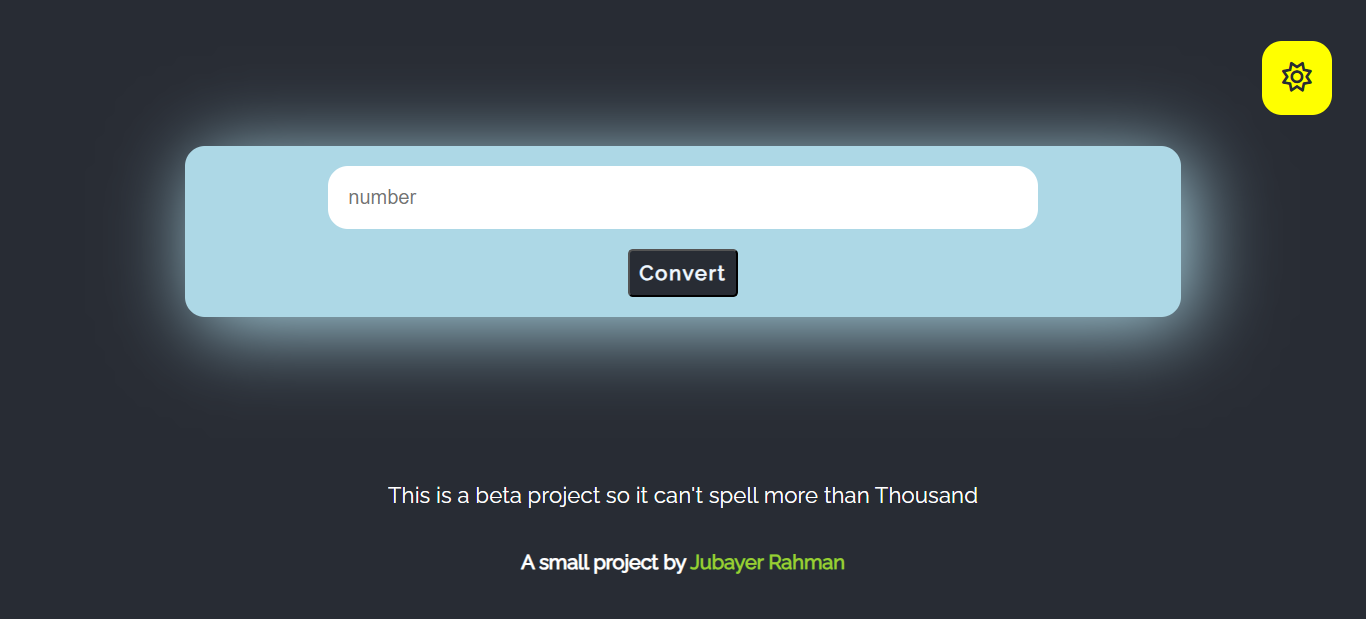 number
Convert
This is a beta project so it can't spell more than Thousand
A small project by Jubayer Rahman